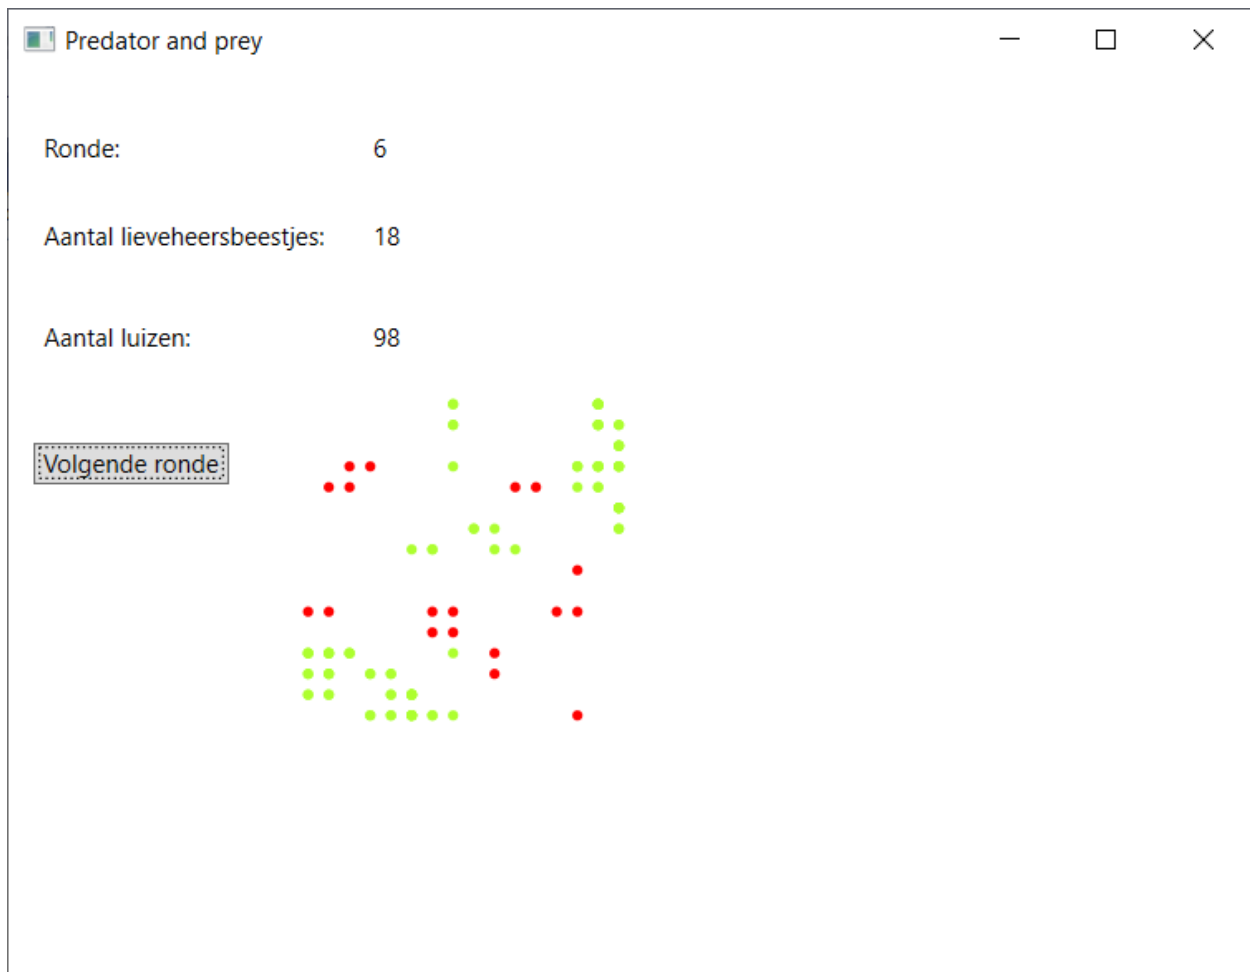 Predator and prey
Ronde: 6
Aantal lieveheersbeestjes: 18
Aantal luizen: 98
Volgende ronde